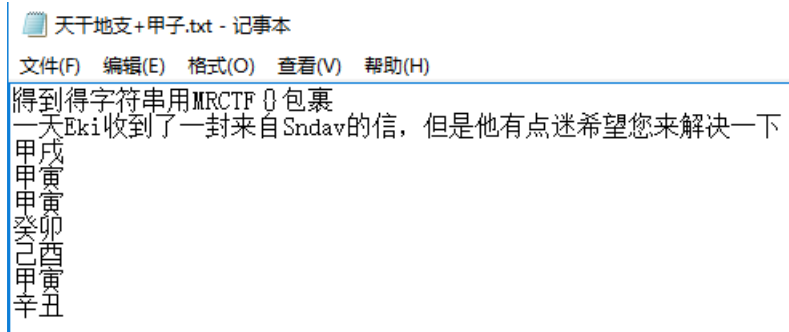 天干地支+甲子.txt - 记事本
文件(F) 编辑(E) 格式(O) 查看(V) 帮助(H)
得到得字符串用MRCTF{}包裹
一天Eki收到了一封来自Sndav的信，但是他有点迷希望您来解决一下
甲戌
甲寅
甲寅
癸卯
己酉
甲寅
辛丑